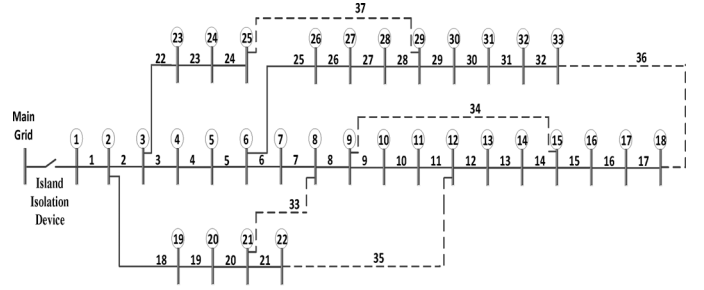 37
23 24 25
26 27 28 29 30 31 32 33
22 23 24
25 26 27 28 29 30 31 32
36
34
Main
Grid
1 2 3 4 5 6 7 8 9 10 11 12 13 14 15 16 17 18
1 2 3 4 5 6 7 8 9 10 11 12 13 14 15 16 17
Island
Isolation
Device
33
19 20 21 22
18 19 20 21
35